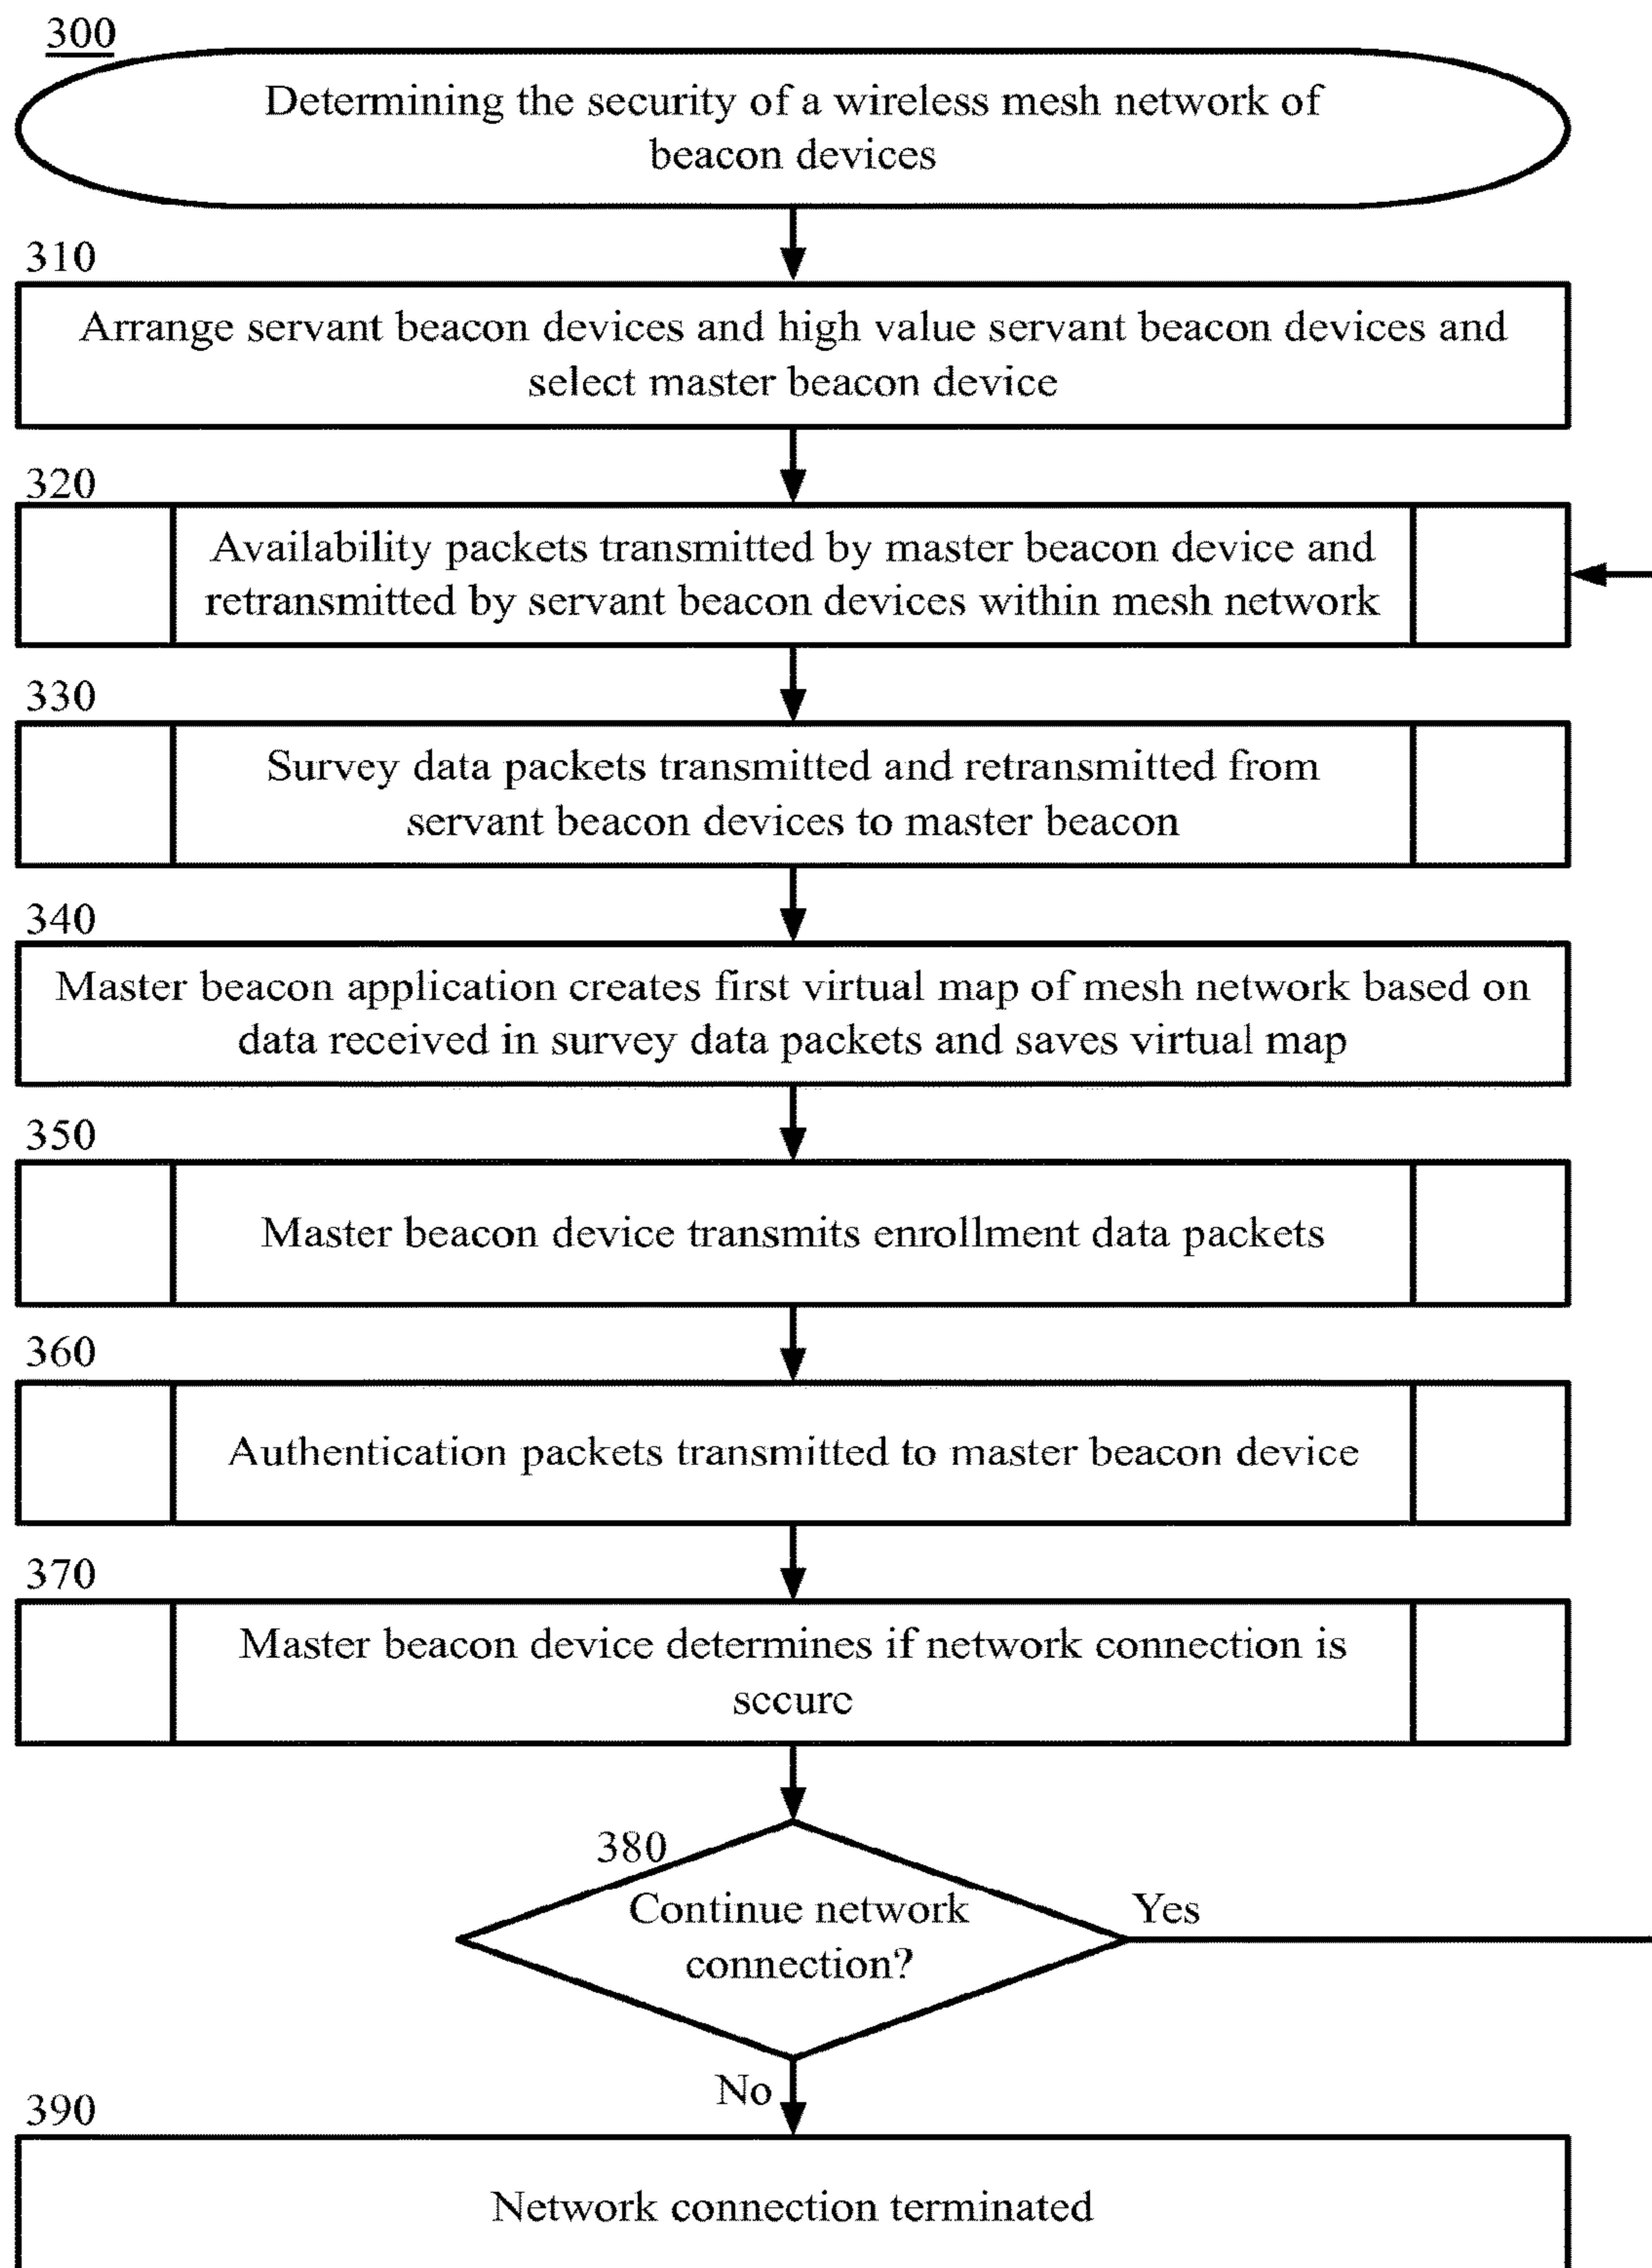 300
Determining the security of a wireless mesh network of
beacon devices
310
Arrange servant beacon devices and high value servant beacon devices and
select master beacon device
320
Availability packets transmitted by master beacon device and
retransmitted by servant beacon devices within mesh network
330
Survey data packets transmitted and retransmitted from
servant beacon devices to master beacon
340
Master beacon application creates first virtual map of mesh network based on
data received in survey data packets and saves virtual map
350
Master beacon device transmits enrollment data packets
360
Authentication packets transmitted to master beacon device
370
Master beacon device determines if network connection is
secure
380
Continue network
connection?
Yes
No
390
Network connection terminated